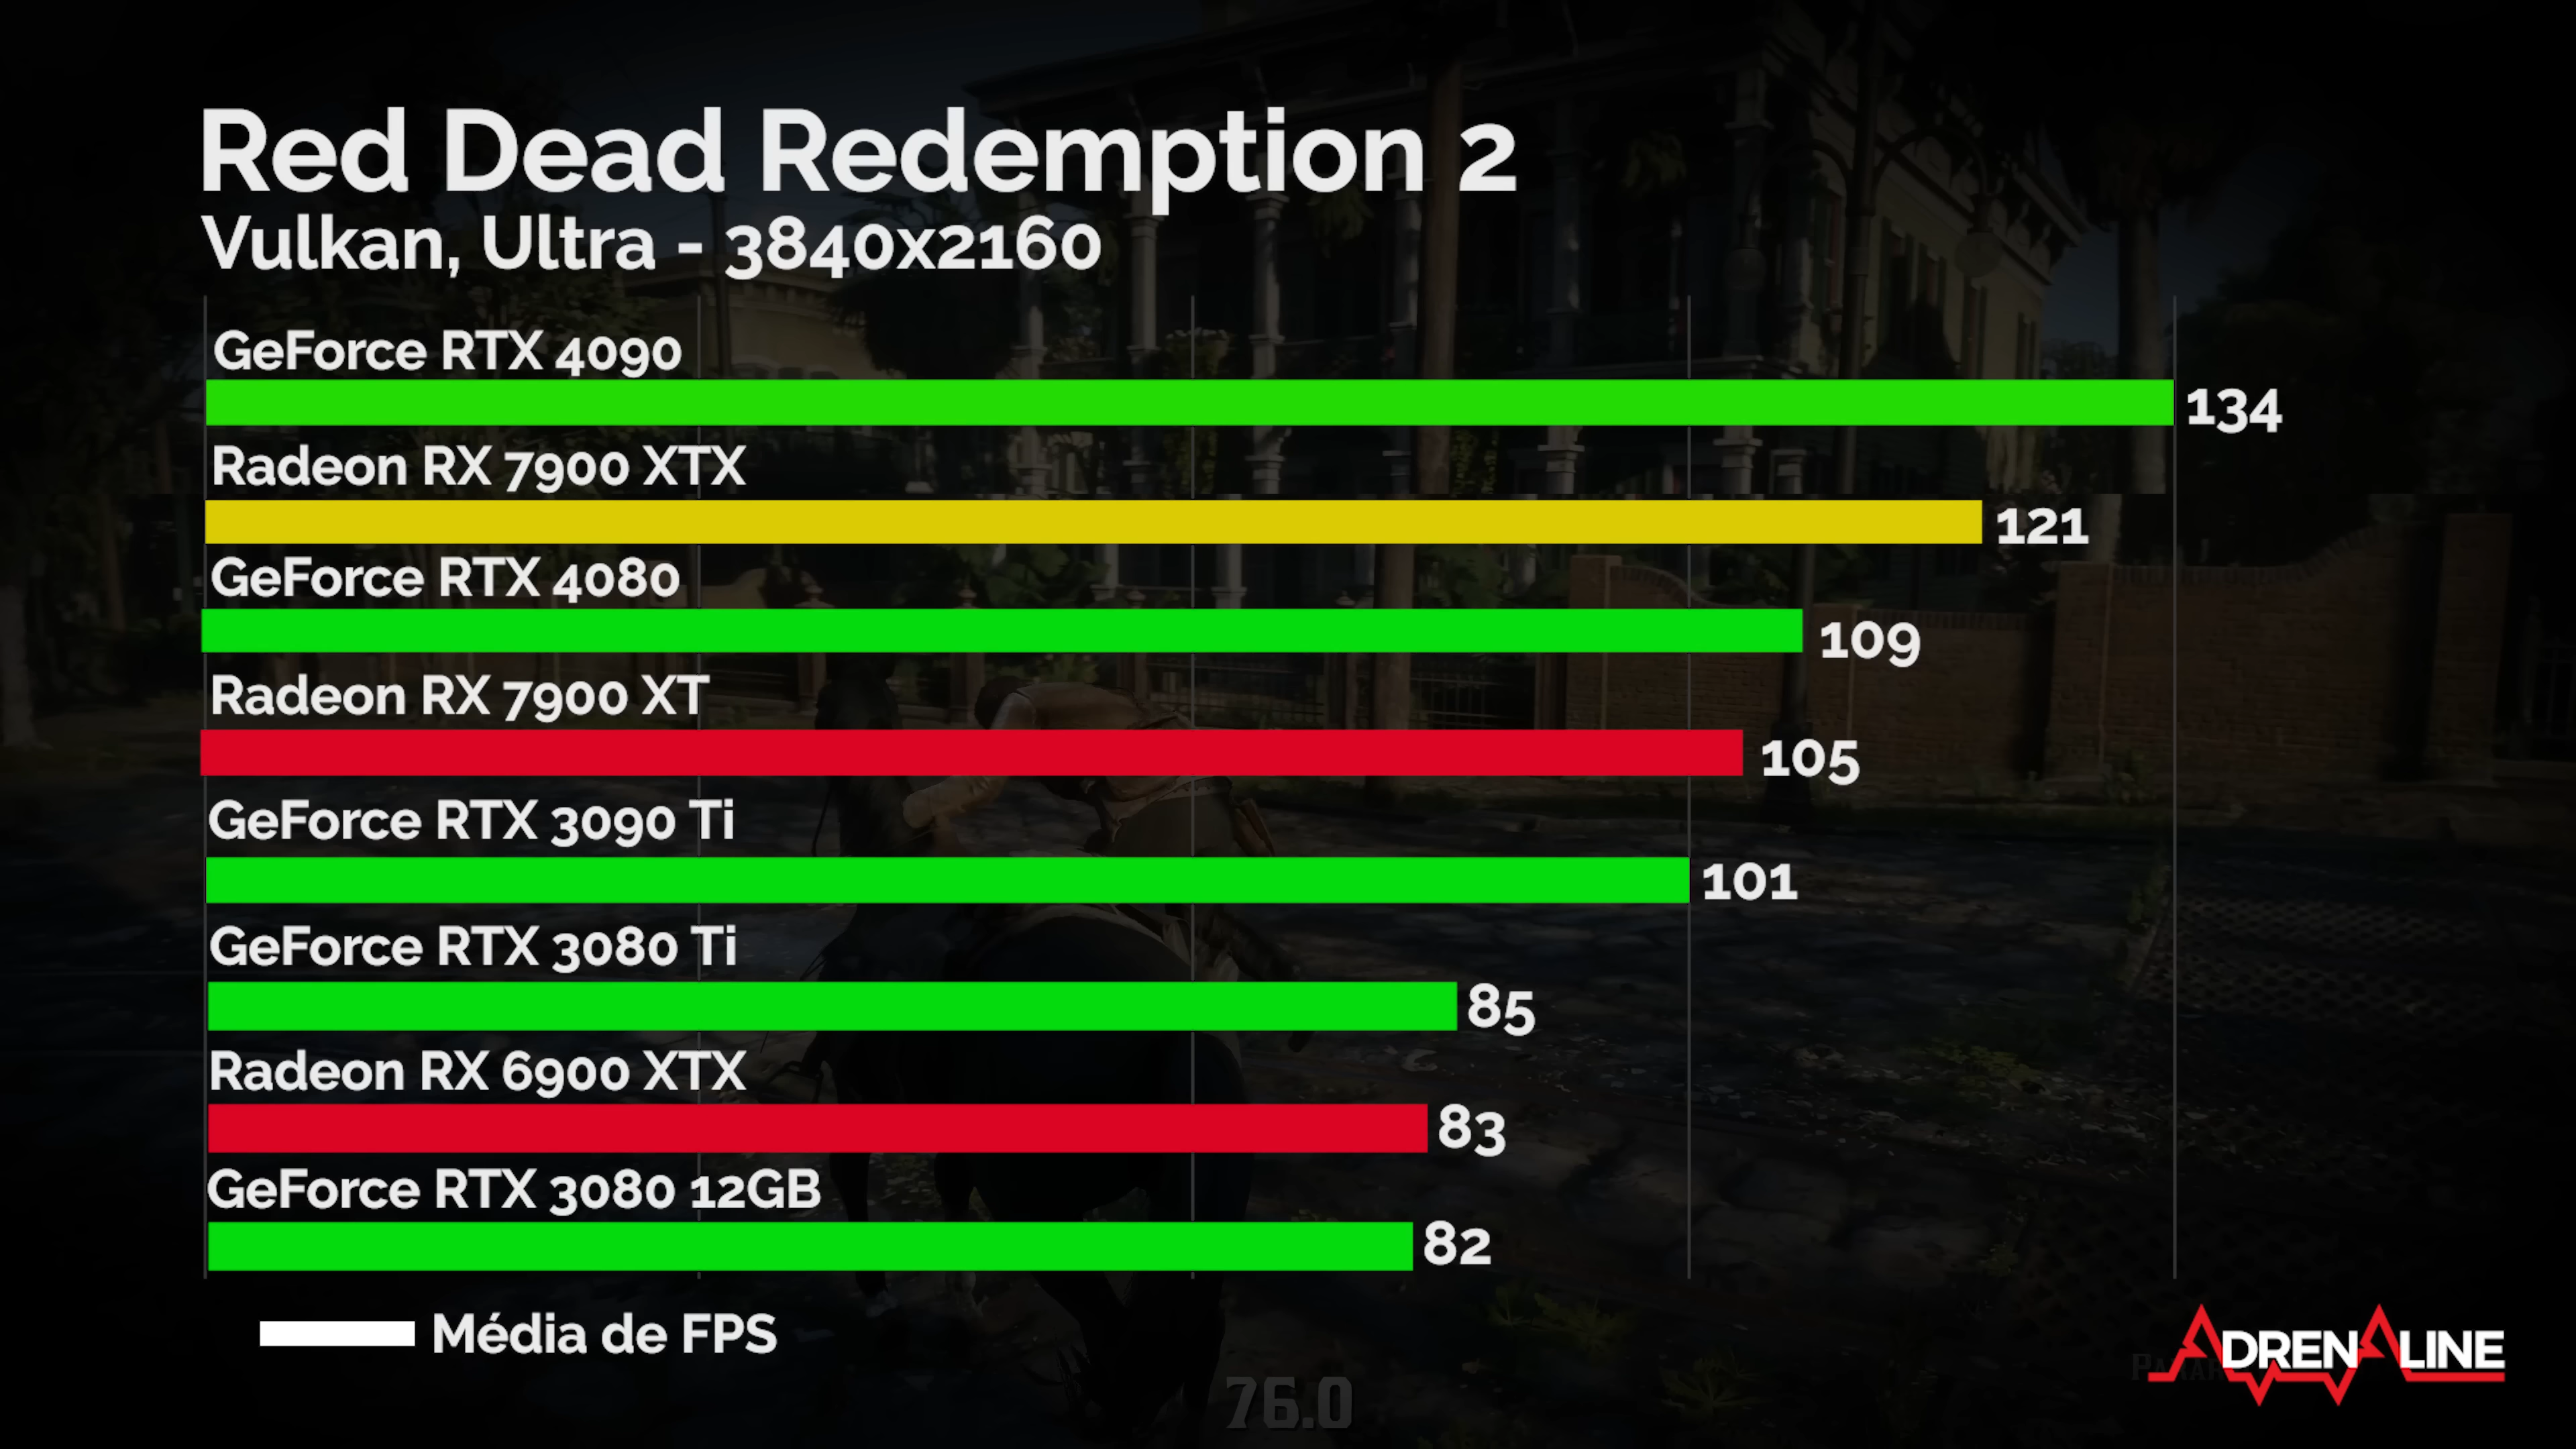 Red Dead Redemption 2
Vulkan, Ultra - 3840x2160
GeForce RTX 4090
134
Radeon RX 7900 XTX
121
GeForce RTX 4080
109
Radeon RX 7900 XT
105
GeForce RTX 3090 Ti
101
GeForce RTX 3080 Ti
85
Radeon RX 6900 XTX
83
GeForce RTX 3080 12GB
82
Média de FPS
ADRENALINE
76.0